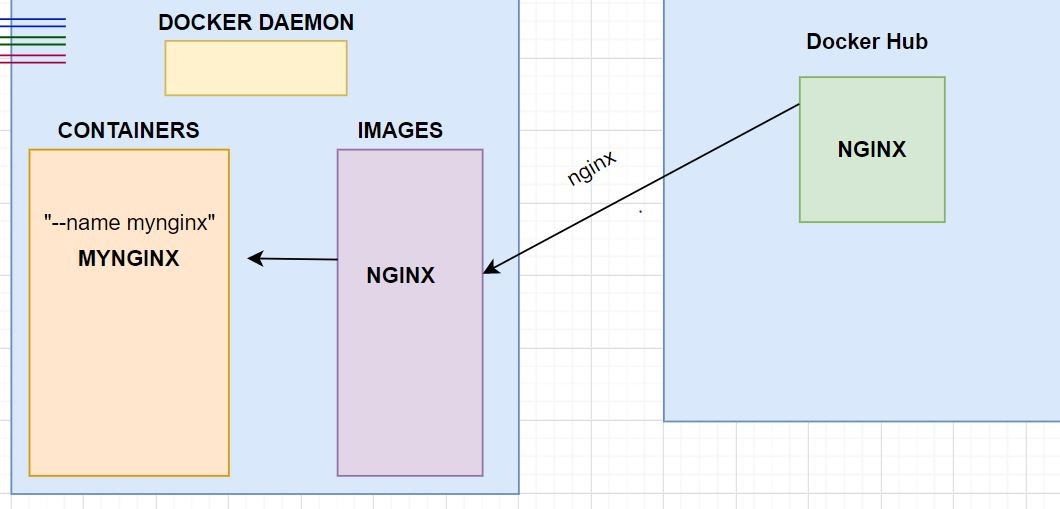 DOCKER DAEMON
Docker Hub
CONTAINERS
IMAGES
NGINX
nginx
"--name mynginx"
MYNGINX
NGINX